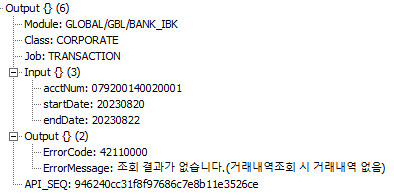 Output {} (6)
Module: GLOBAL/GBL/BANK_IBK
Class: CORPORATE
Job: TRANSACTION
Input {} (3)
acctNum: 079200140020001
startDate: 20230820
endDate: 20230822
Output {} (2)
ErrorCode: 42110000
ErrorMessage: 조회 결과가 없습니다.(거래내역조회 시 거래내역 없음)
API_SEQ: 946240cc31f8f97686c7e8b11e3526ce